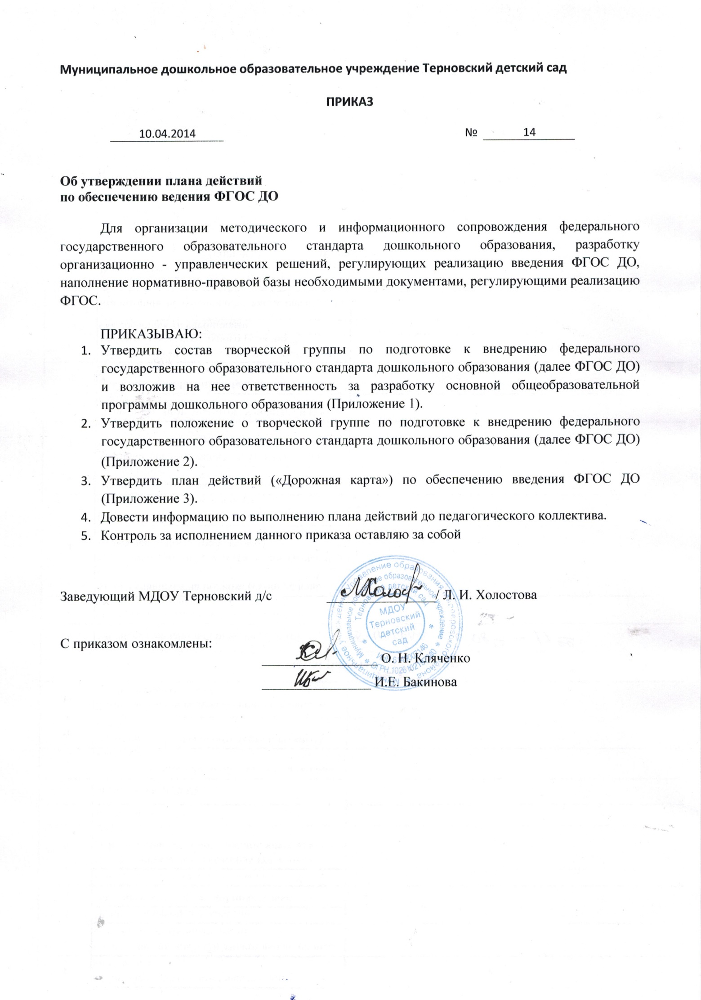 Муниципальное дошкольное образовательное учреждение Терновский детский сад
ПРИКАЗ
10.04.2014 № 14
Об утверждении плана действий
по обеспечению ведения ФГОС ДО
Для организации методического и информационного сопровождения федерального
государственного образовательного стандарта дошкольного образования, разработку
организационно - управленческих решений, регулирующих реализацию введения ФГОС ДО,
наполнение нормативно-правовой базы необходимыми документами, регулирующими реализацию
ФГОС.
ПРИКАЗЫВАЮ:
1. Утвердить состав творческой группы по подготовке к внедрению федерального
государственного образовательного стандарта дошкольного образования (далее ФГОС ДО)
и возложив на нее ответственность за разработку основной общеобразовательной
программы дошкольного образования (Приложение 1).
2. Утвердить положение о творческой группе по подготовке к внедрению федерального
государственного образовательного стандарта дошкольного образования (далее ФГОС ДО)
(Приложение 2).
3. Утвердить план действий («Дорожная карта») по обеспечению введения ФГОС ДО
(Приложение 3).
4. Довести информацию по выполнению плана действий до педагогического коллектива.
5. Контроль за исполнением данного приказа оставляю за собой
Заведующий МДОУ Терновский д/с / Л. И. Холостова
МДОУ
Терновский
детский
сад
С приказом ознакомлены:
О. Н. Кляченко
И.Е. Бакинова